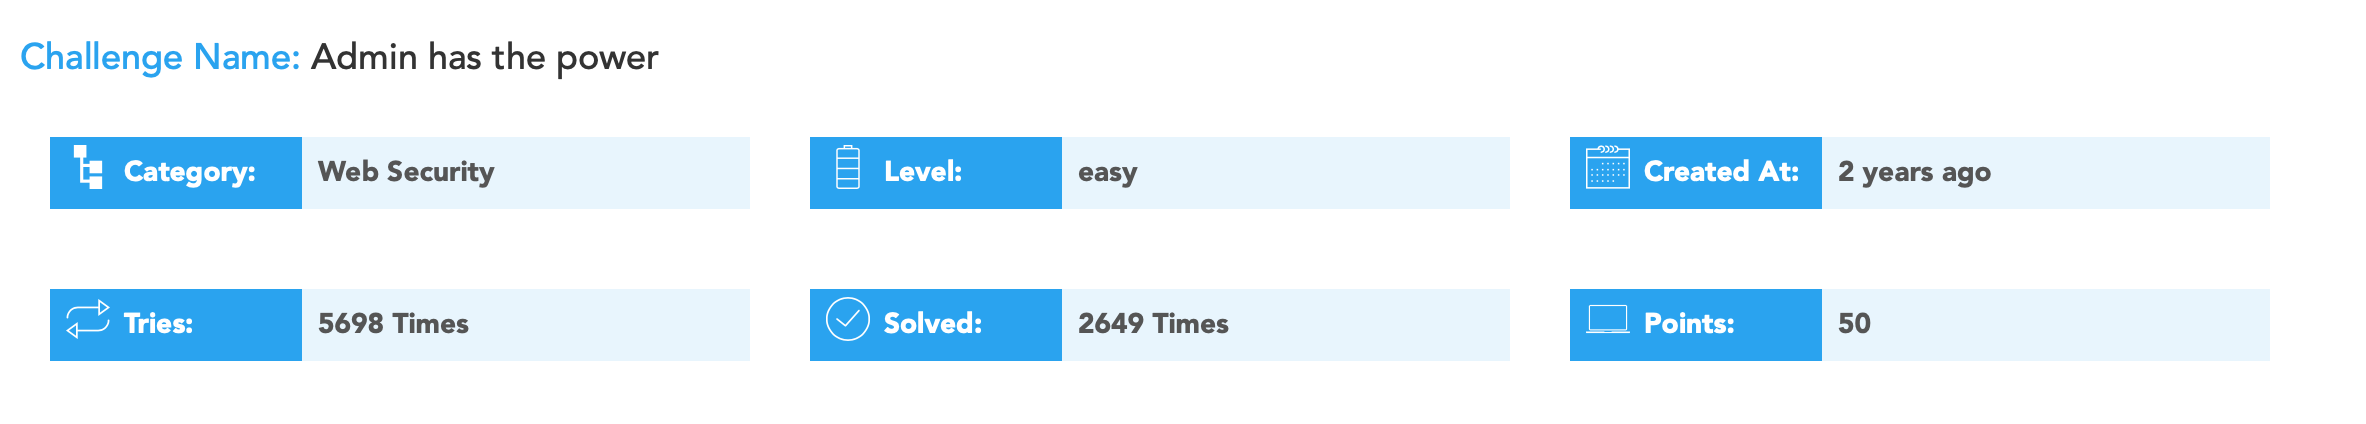 Challenge Name: Admin has the power
Category: Web Security
Level: easy
Created At: 2 years ago
Tries: 5698 Times
Solved: 2649 Times
Points: 50